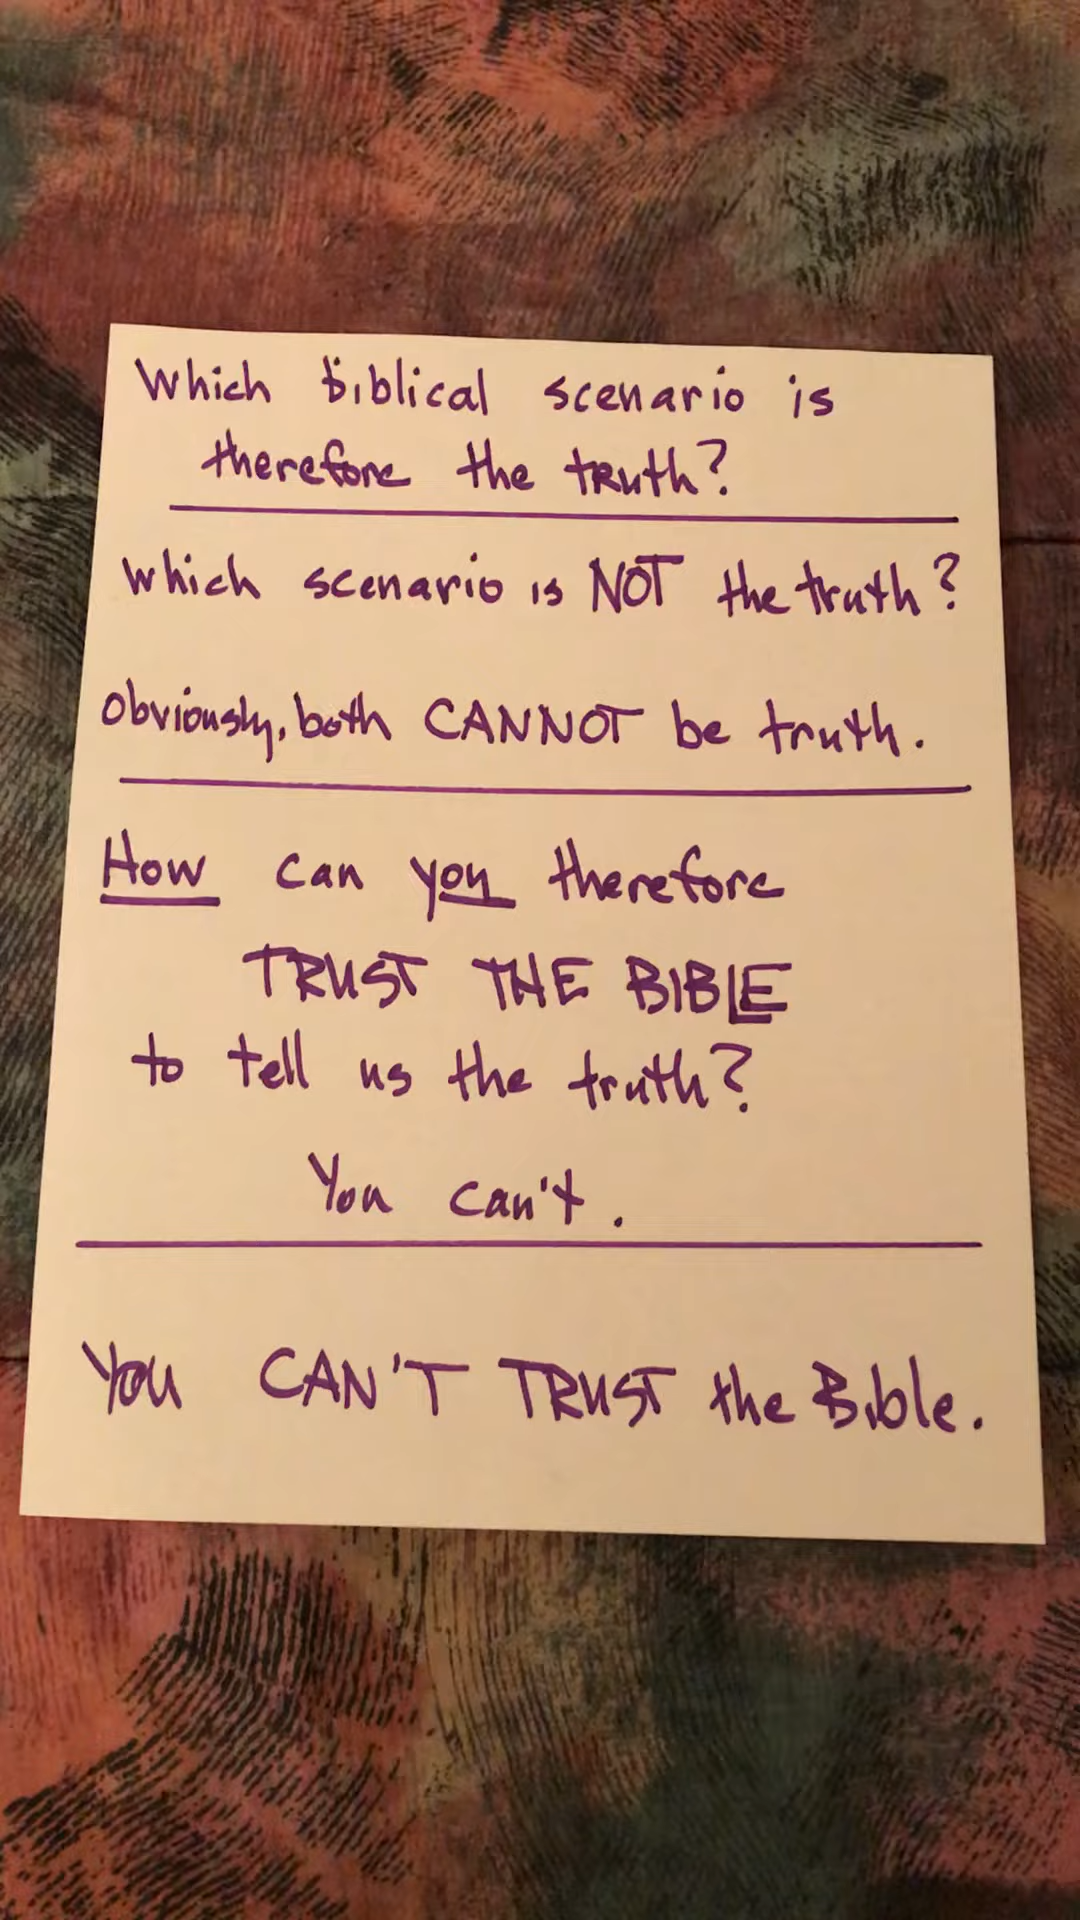 Which Biblical scenario is
therefore the truth?
Which scenario is NOT the truth?
Obviously, both CANNOT be truth.
How can you therefore
TRUST THE BIBLE
to tell us the truth?
You can't.
You CAN'T TRUST the Bible.